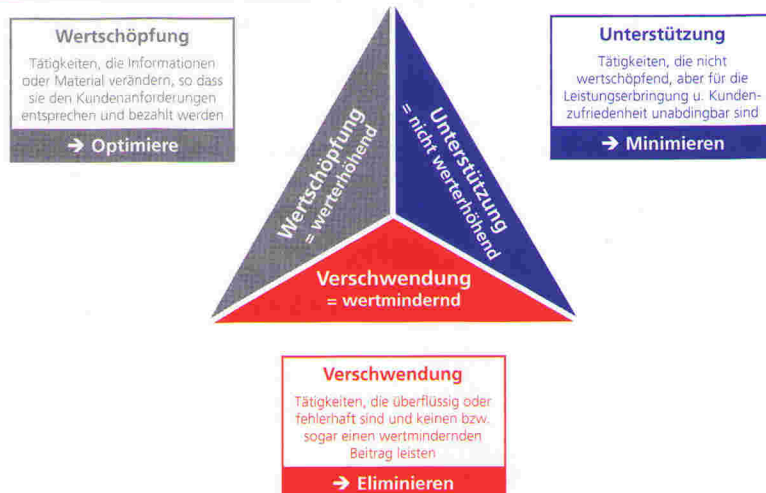 Wertschöpfung
Tätigkeiten, die Informationen
oder Material verändern, so dass
sie den Kundenanforderungen
entsprechen und bezahlt werden
→ Optimiere
Unterstützung
Tätigkeiten, die nicht
wertschöpfend, aber für die
Leistungserbringung u. Kunden-
zufriedenheit unabdingbar sind
→ Minimieren
Wertschöpfung
= werterhöhend
Unterstützung
= nicht werterhöhend
Verschwendung
= wertmindernd
Verschwendung
Tätigkeiten, die überflüssig oder
fehlerhaft sind und keinen bzw.
sogar einen wertmindernden
Beitrag leisten
→ Eliminieren